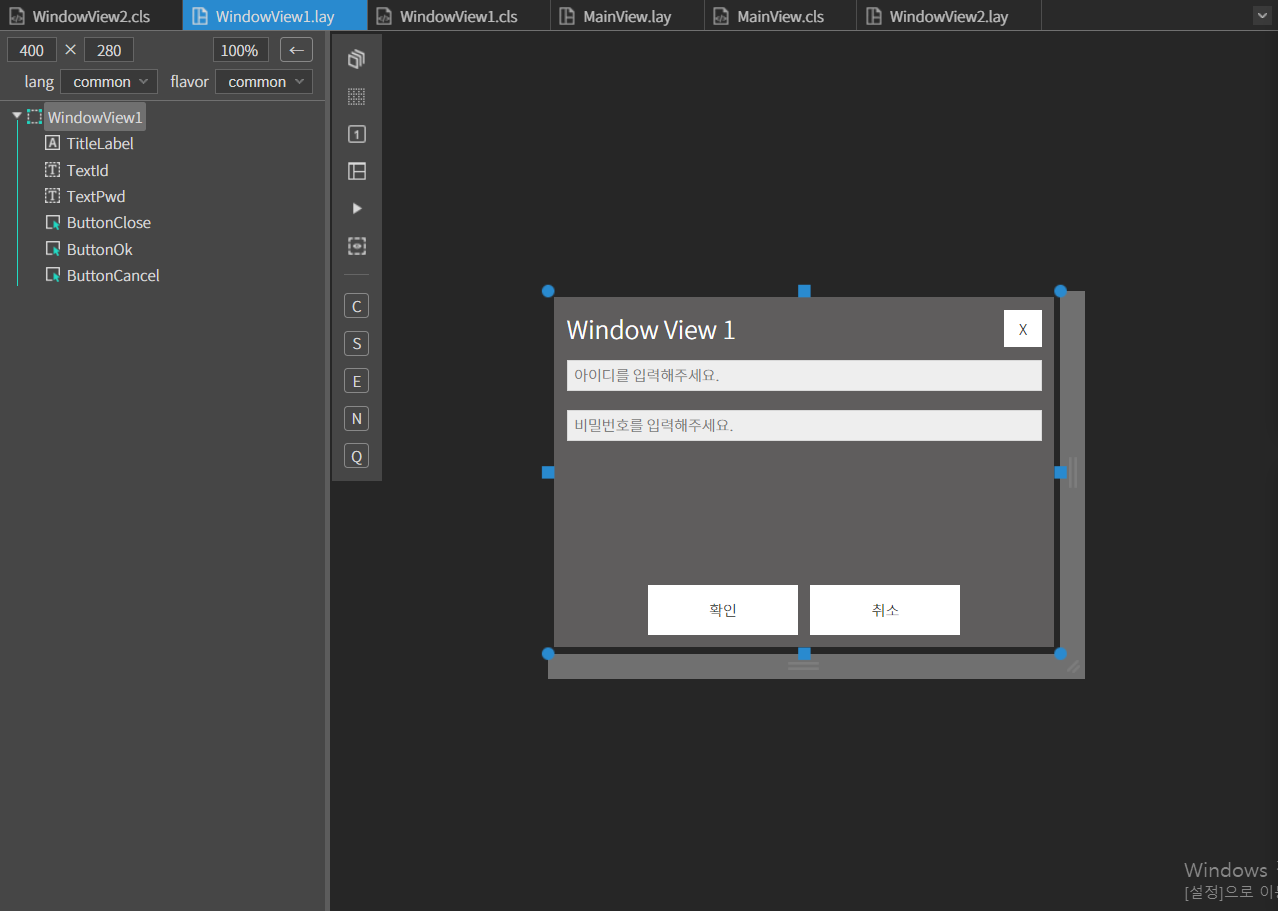 WindowView2.cls
WindowView1.lay
WindowView1.cls
MainView.lay
MainView.cls
WindowView2.lay
400 × 280 100% ←
lang common flavor common
WindowView1
TitleLabel
TextId
TextPwd
ButtonClose
ButtonOk
ButtonCancel
1
C
S
E
N
Q
Window View 1
X
아이디를 입력해주세요.
비밀번호를 입력해주세요.
확인
취소
Windows
[설정]으로